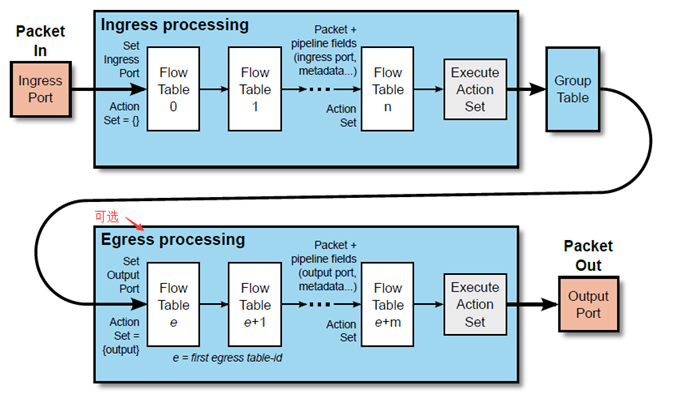 Packet
In
Ingress
Port
Ingress processing
Set
Ingress
Port
Action
Set = {}
Flow
Table
0
Flow
Table
1
Packet +
pipeline fields
(ingress port,
metadata...)
Action
Set
Flow
Table
n
Execute
Action
Set
Group
Table
可选
Egress processing
Set
Output
Port
Action
Set =
{output}
Flow
Table
e
Flow
Table
e+1
e = first egress table-id
Packet +
pipeline fields
(output port,
metadata...)
Action
Set
Flow
Table
e+m
Execute
Action
Set
Packet
Out
Output
Port